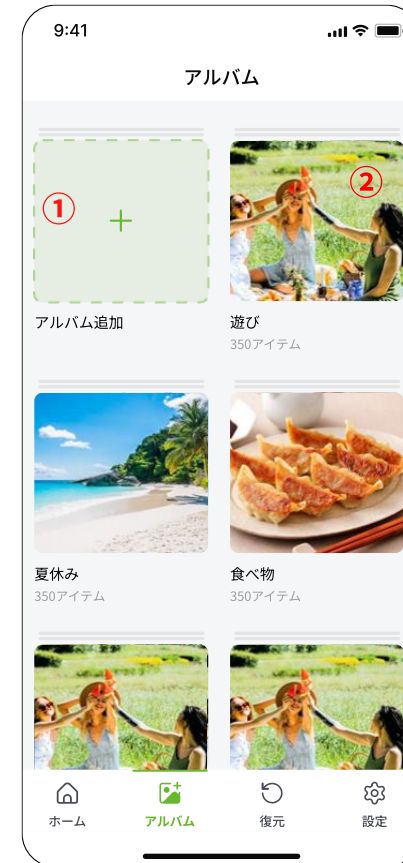 9:41
アルバム
①
②
アルバム追加
遊び
350アイテム
夏休み
350アイテム
食べ物
350アイテム
ホーム
アルバム
復元
設定